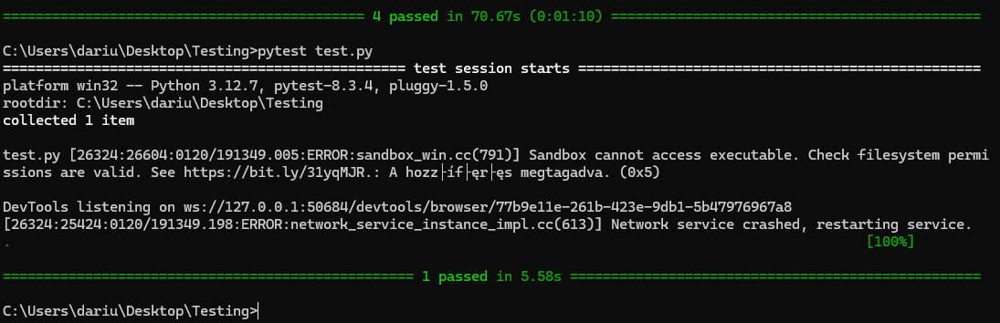 ============================================ 4 passed in 70.67s (0:01:10) =============================================
C:\Users\dariu\Desktop\Testing>pytest test.py
================================================= test session starts =================================================
platform win32 -- Python 3.12.7, pytest-8.3.4, pluggy-1.5.0
rootdir: C:\Users\dariu\Desktop\Testing
collected 1 item
test.py [26324:26604:0120/191349.005:ERROR:sandbox_win.cc(791)] Sandbox cannot access executable. Check filesystem permi
ssions are valid. See https://bit.ly/31yqMJR.: A hozz├íf├ęr├ęs megtagadva. (0x5)
DevTools listening on ws://127.0.0.1:50684/devtools/browser/77b9e11e-261b-423e-9db1-5b47976967a8
[26324:25424:0120/191349.198:ERROR:network_service_instance_impl.cc(613)] Network service crashed, restarting service.
. [100%]
================================================== 1 passed in 5.58s ==================================================
C:\Users\dariu\Desktop\Testing>